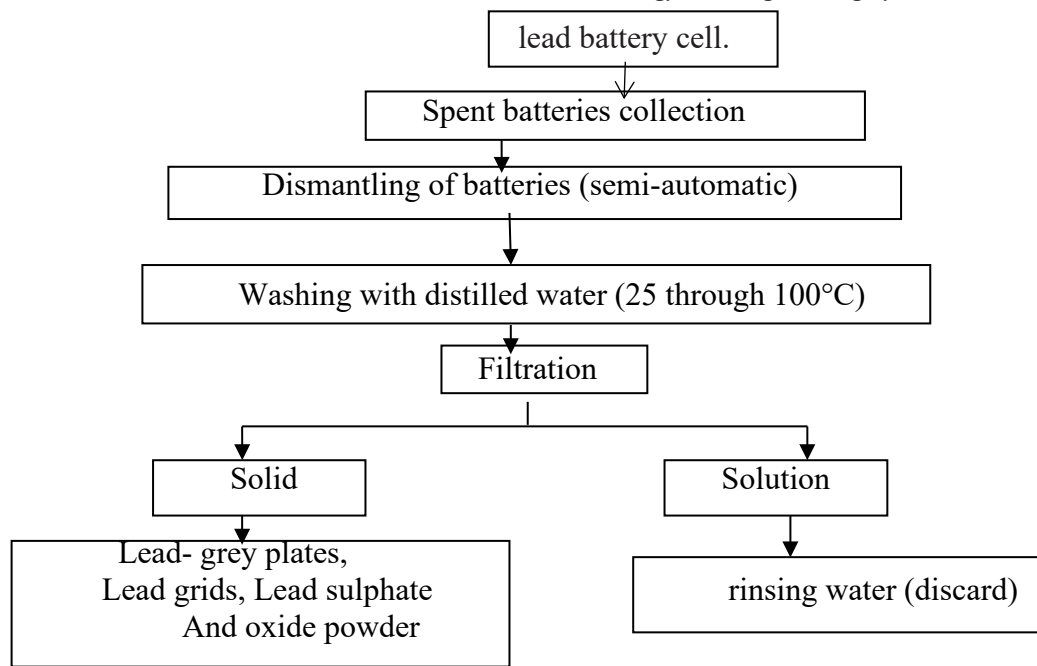 lead battery cell.
Spent batteries collection
Dismantling of batteries (semi-automatic)
Washing with distilled water (25 through 100°C)
Filtration
Solid
Solution
Lead- grey plates,
Lead grids, Lead sulphate
And oxide powder
rinsing water (discard)